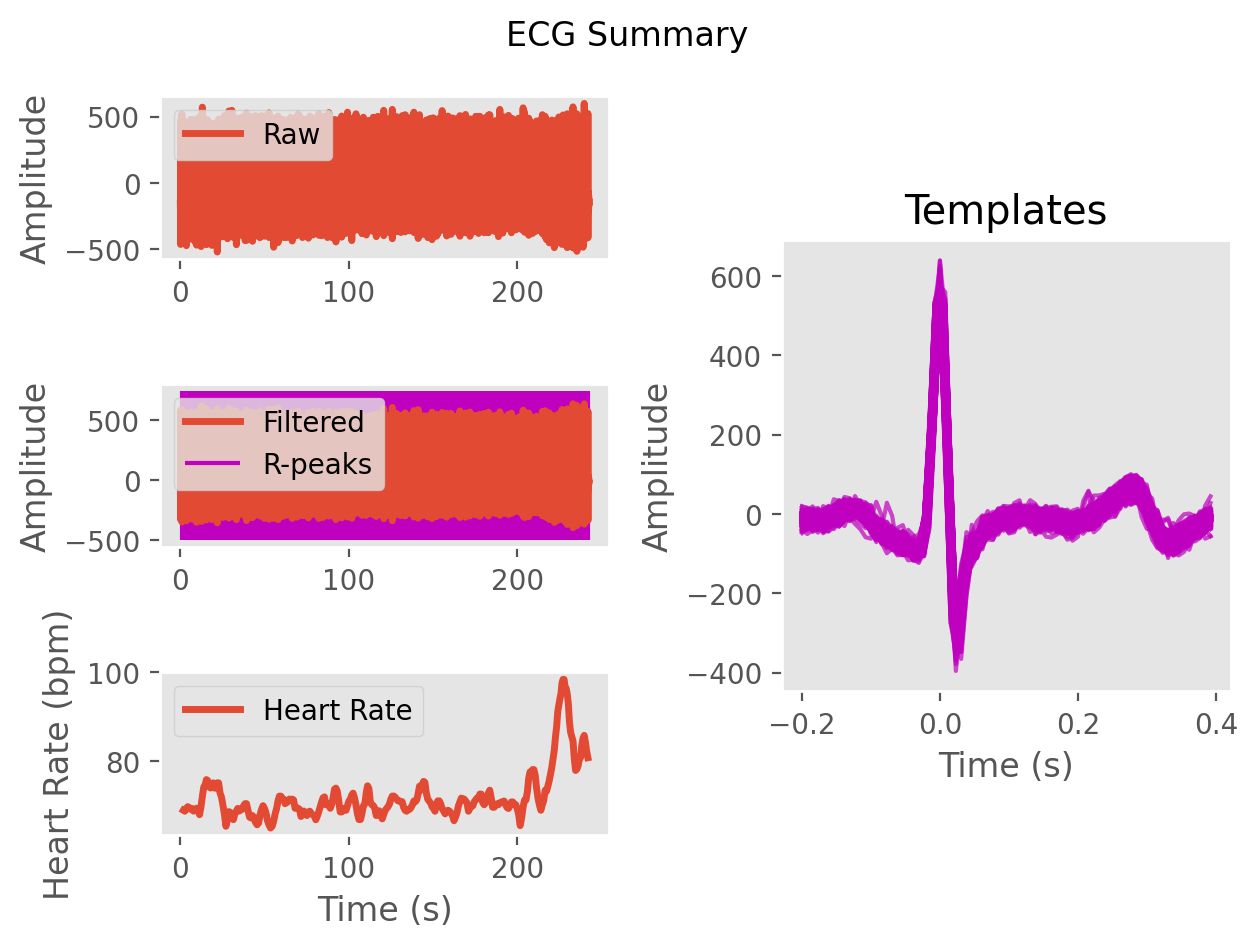 ECG Summary
Amplitude
500
0
−500
Raw
0
100
200
Amplitude
500
0
−500
Filtered
R-peaks
0
100
200
Heart Rate (bpm)
100
80
Heart Rate
0
100
200
Time (s)
Templates
Amplitude
600
400
200
0
−200
−400
−0.2
0.0
0.2
0.4
Time (s)